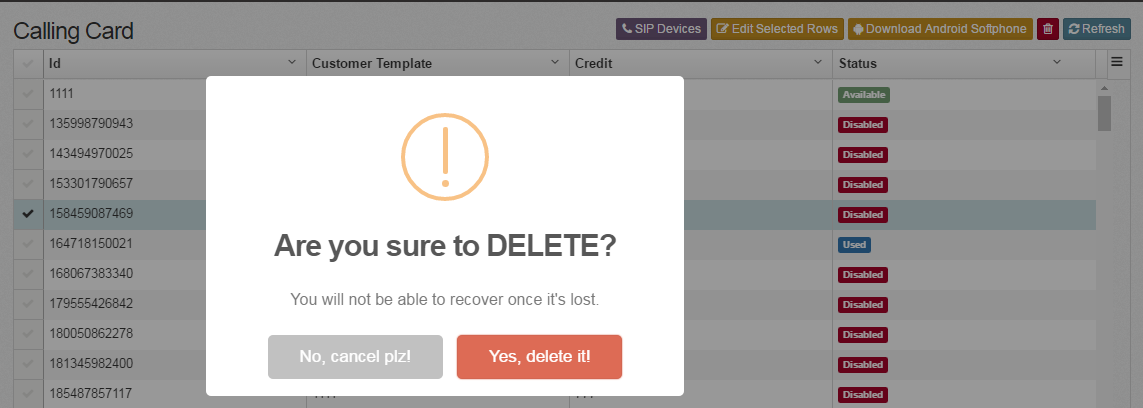 Calling Card
SIP Devices Edit Selected Rows Download Android Softphone Refresh
Id Customer Template Credit Status
1111 Available
135998790943 Disabled
143494970025 Disabled
153301790657 Disabled
158459087469 Disabled
164718150021 Used
168067383340 Disabled
179555426842 Disabled
180050862278 Disabled
181345982400 Disabled
185487857117 Disabled
Are you sure to DELETE?
You will not be able to recover once it's lost.
No, cancel plz! Yes, delete it!